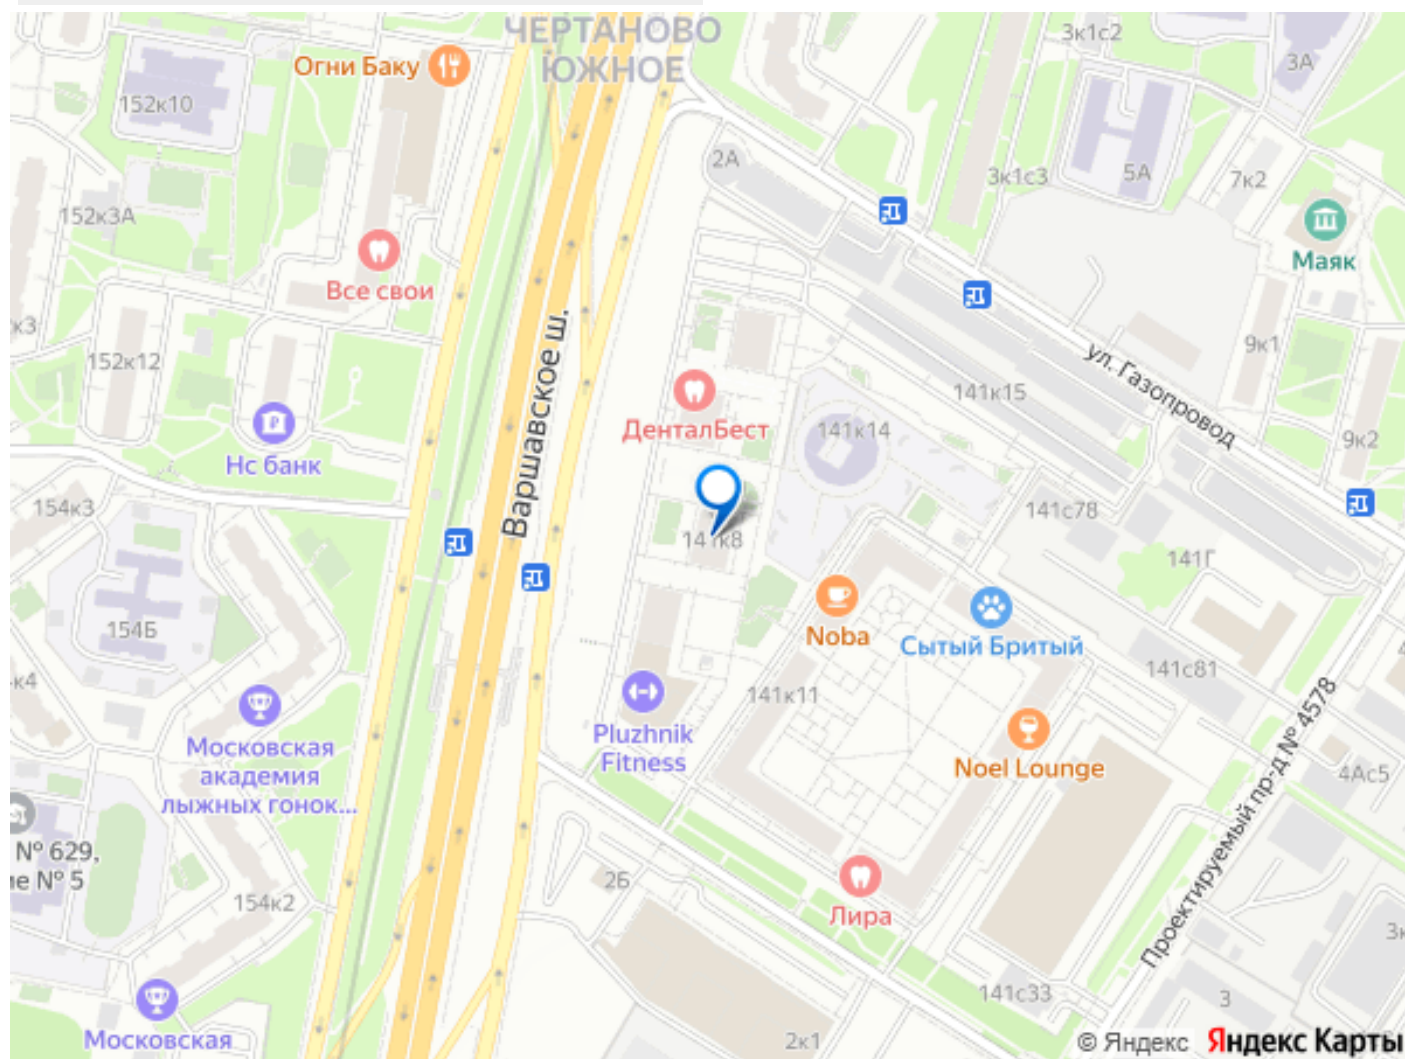 ЧЕРТАНОВО
ЮЖНОЕ
3к1с2
3А
Огни Баку
152к10
2А
3к1с3
5А
7к2
152к3А
Маяк
Все свои
к3
152к12
Варшавское ш.
ул. Газопровод
9к1
141к15
ДенталБест
141к14
9к2
Нс банк
154к3
141с78
141к8
141Г
154Б
Noba
Сытый Бритый
141с81
к4
141к11
Проектируемый пр-д № 4578
Pluzhnik
Fitness
Московская
академия
лыжных гонок...
Noel Lounge
4Ас5
№ 629,
ие № 5
2Б
154к2
Лира
141с33
3
Московская
2к1
© Яндекс Яндекс Карты